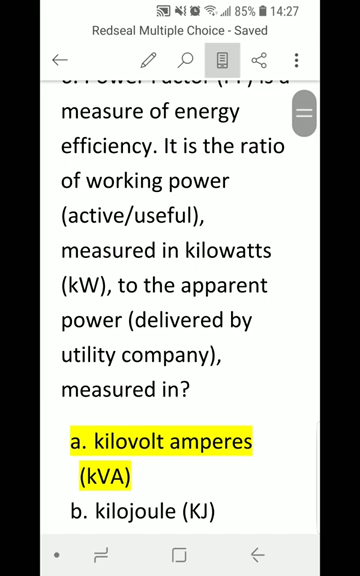 85% 14:27
Redseal Multiple Choice - Saved
measure of energy
efficiency. It is the ratio
of working power
(active/useful),
measured in kilowatts
(kW), to the apparent
power (delivered by
utility company),
measured in?
a. kilovolt amperes
(kVA)
b. kilojoule (KJ)